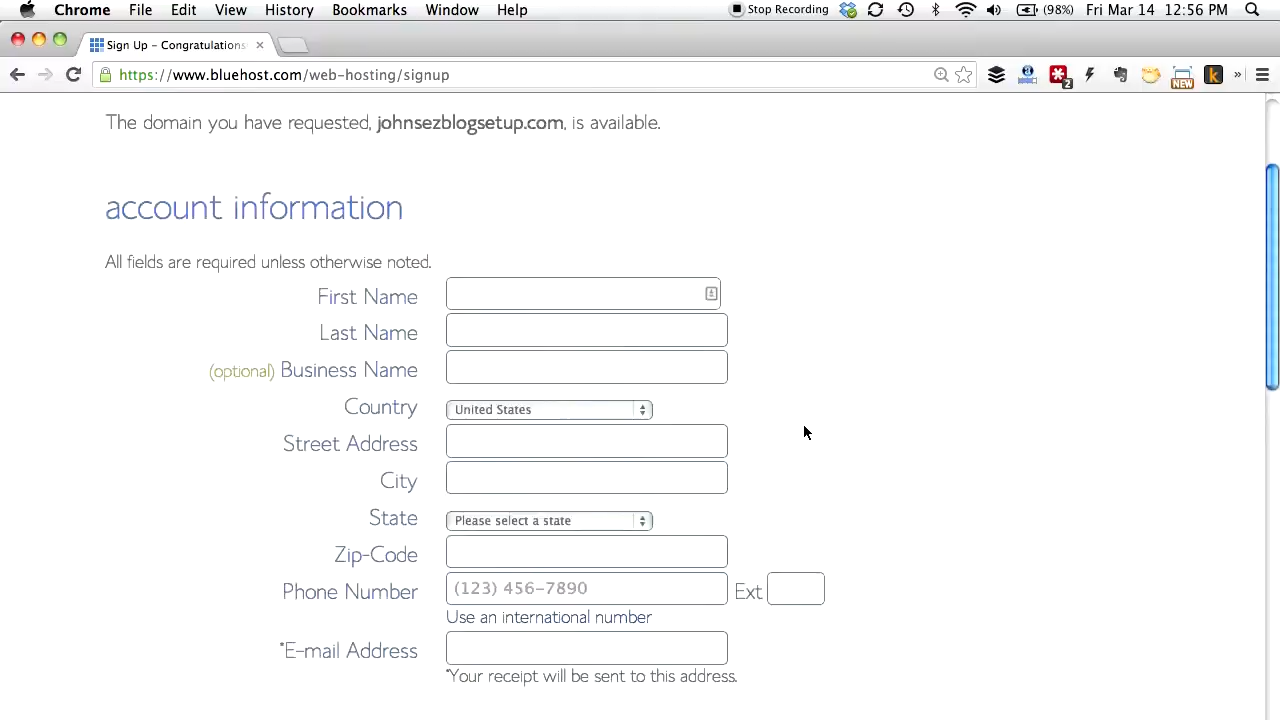 Chrome File Edit View History Bookmarks Window Help Stop Recording (98%) Fri Mar 14 12:56 PM
Sign Up – Congratulations
https://www.bluehost.com/web-hosting/signup
2
NEW
k
»
The domain you have requested, johnsezblogsetup.com, is available.
account information
All fields are required unless otherwise noted.
First Name
Last Name
(optional) Business Name
Country United States
Street Address
City
State Please select a state
Zip-Code
Phone Number (123) 456-7890 Ext
Use an international number
*E-mail Address
*Your receipt will be sent to this address.